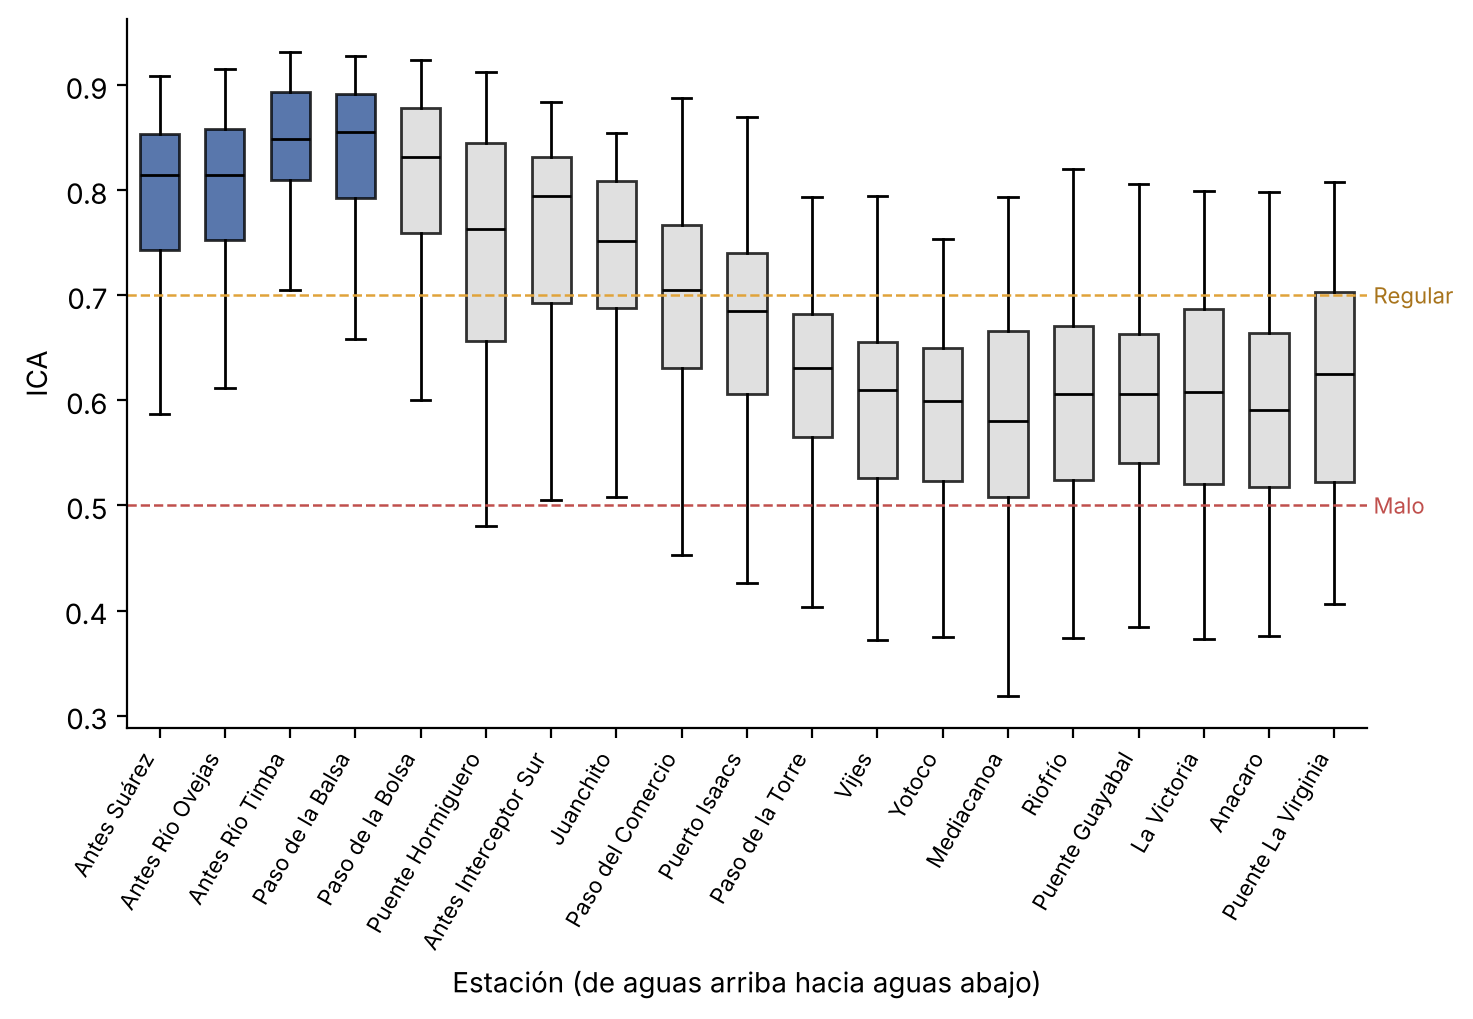 ICA
0.9
0.8
0.7
0.6
0.5
0.4
0.3
Regular
Malo
Antes Suárez
Antes Río Ovejas
Antes Río Timba
Paso de la Balsa
Paso de la Bolsa
Puente Hormiguero
Antes Interceptor Sur
Juanchito
Paso del Comercio
Puerto Isaacs
Paso de la Torre
Vijes
Yotoco
Mediacanoa
Riofrío
Puente Guayabal
La Victoria
Anacaro
Puente La Virginia
Estación (de aguas arriba hacia aguas abajo)